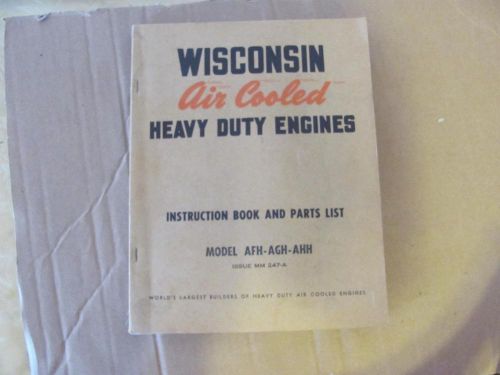 WISCONSIN
Air Cooled
HEAVY DUTY ENGINES
INSTRUCTION BOOK AND PARTS LIST
MODEL AFH-AGH-AHH
ISSUE MM 247-A
WORLD'S LARGEST BUILDERS OF HEAVY DUTY AIR COOLED ENGINES